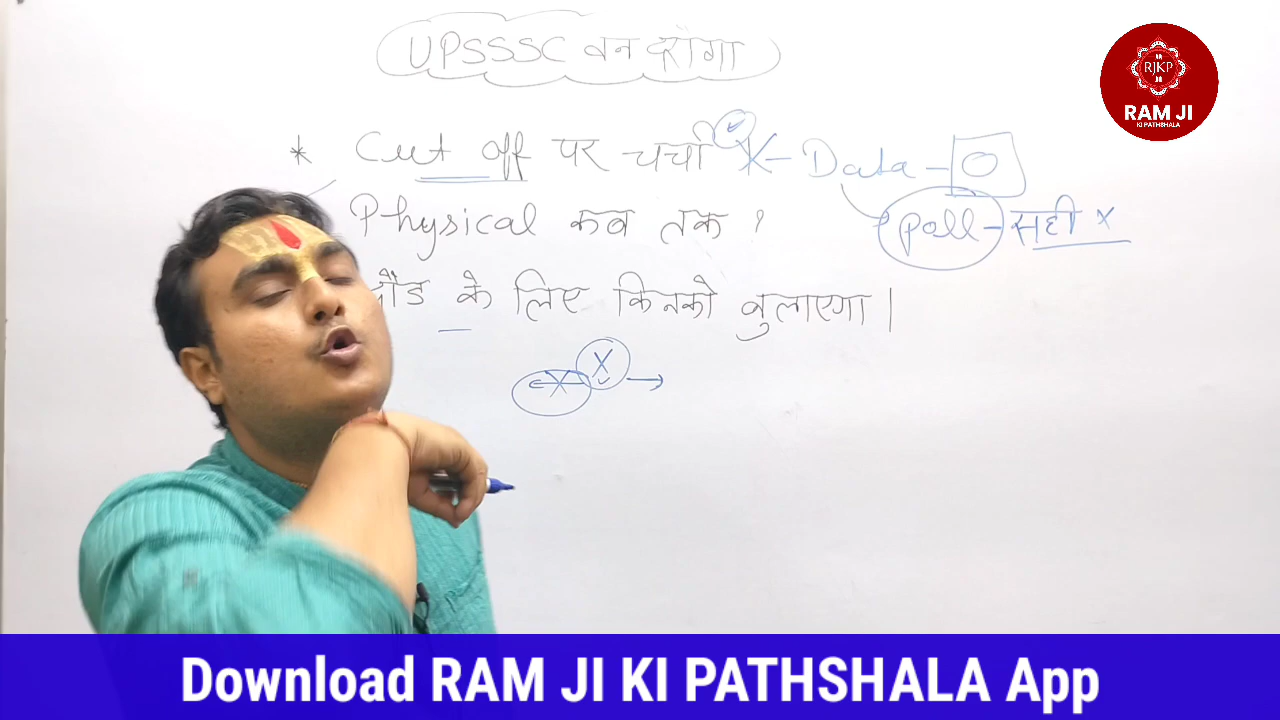 UPSSSC वन दरोगा
* Cut off पर चर्चा X - Data - 0
Physical कब तक ? poll - सही x
दौड के लिए किनको बुलाएगा |
X X
RJKP
RAM JI
KI PATHSHALA
Download RAM JI KI PATHSHALA App